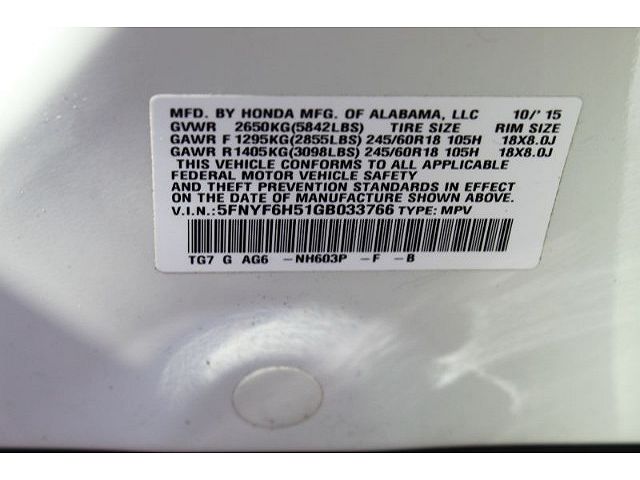 MFD. BY HONDA MFG. OF ALABAMA, LLC 10/' 15
GVWR 2650KG(5842LBS) TIRE SIZE RIM SIZE
GAWR F 1295KG(2855LBS) 245/60R18 105H 18X8.0J
GAWR R 1405KG(3098LBS) 245/60R18 105H 18X8.0J
THIS VEHICLE CONFORMS TO ALL APPLICABLE
FEDERAL MOTOR VEHICLE SAFETY
AND THEFT PREVENTION STANDARDS IN EFFECT
ON THE DATE OF MANUFACTURE SHOWN ABOVE.
V.I.N.: 5FNYF6H51GB033766 TYPE: MPV
TG7 G AG6 -NH603P -F -B